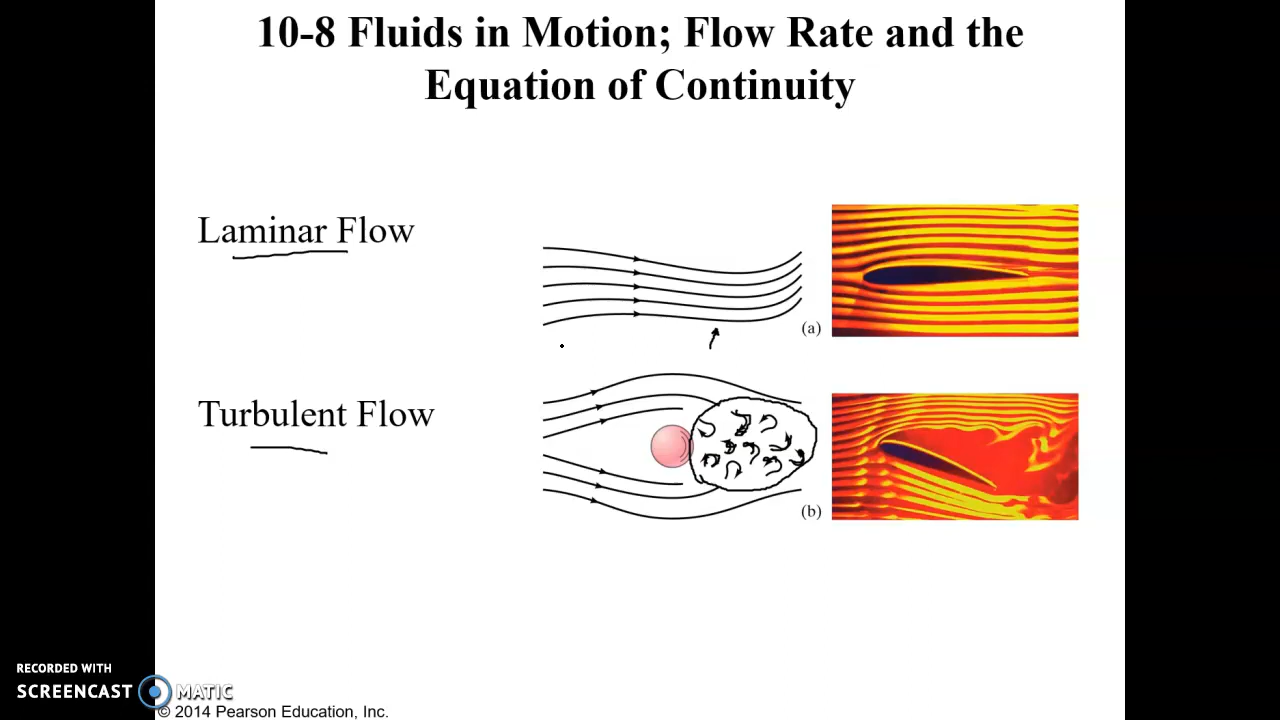 10-8 Fluids in Motion; Flow Rate and the
Equation of Continuity
Laminar Flow
(a)
Turbulent Flow
(b)
RECORDED WITH
SCREENCAST MATIC
© 2014 Pearson Education, Inc.